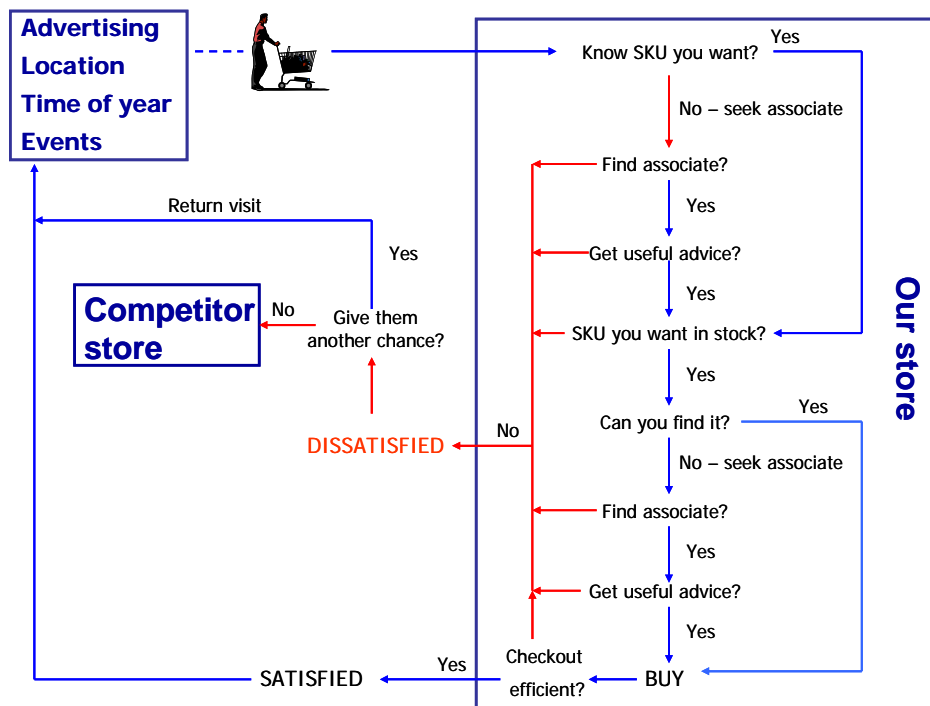 Advertising
Location
Time of year
Events
Know SKU you want?
Yes
No – seek associate
Find associate?
Yes
Return visit
Yes
Get useful advice?
Yes
Competitor
store
No
Give them
another chance?
SKU you want in stock?
Our store
Yes
Can you find it?
Yes
No
DISSATISFIED
No – seek associate
Find associate?
Yes
Get useful advice?
Yes
SATISFIED
Yes
Checkout
efficient?
BUY